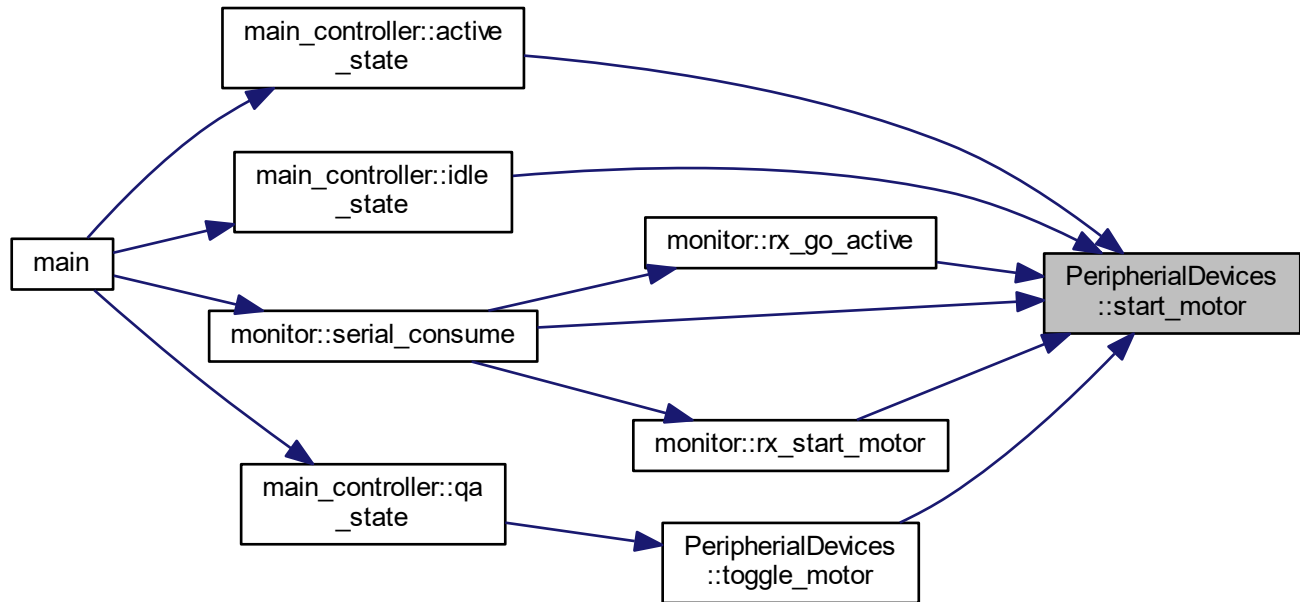 main_controller::active
_state
main_controller::idle
_state
monitor::rx_go_active
main
PeripherialDevices
::start_motor
monitor::serial_consume
monitor::rx_start_motor
main_controller::qa
_state
PeripherialDevices
::toggle_motor